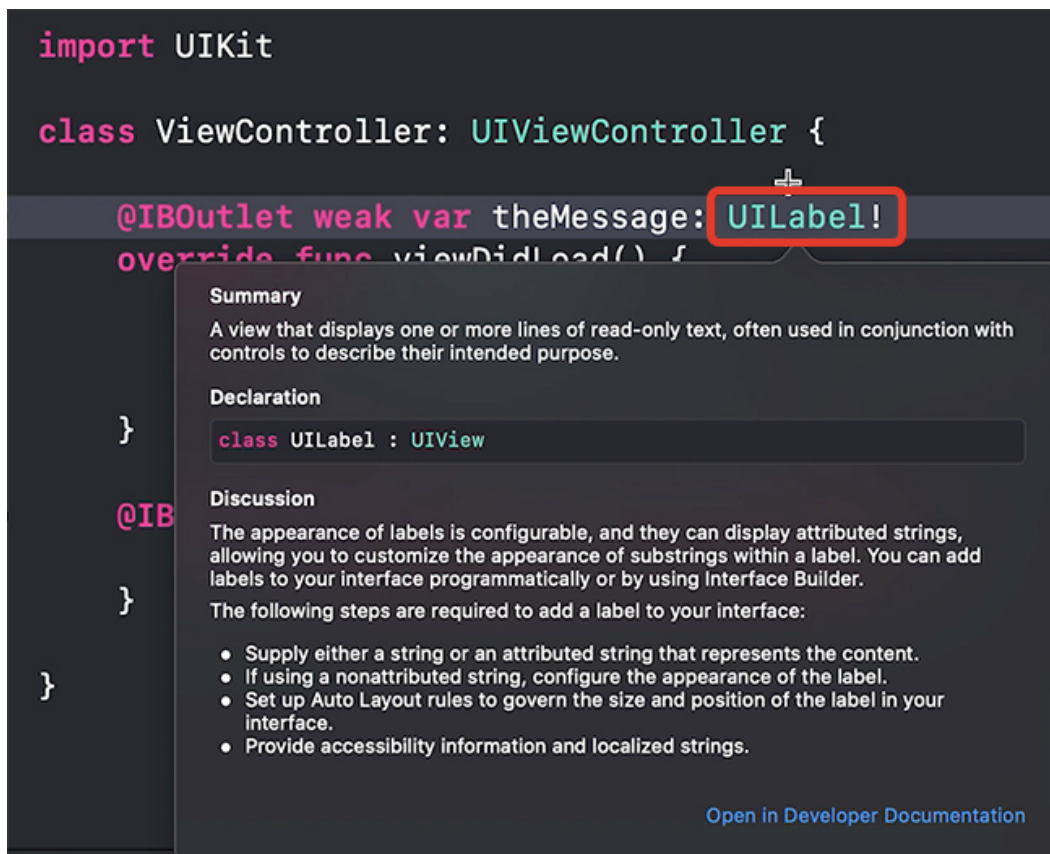 import UIKit
class ViewController: UIViewController {
@IBOutlet weak var theMessage: UILabel!
override func viewDidLoad() {
Summary
A view that displays one or more lines of read-only text, often used in conjunction with
controls to describe their intended purpose.
Declaration
}
class UILabel : UIView
Discussion
@IB
The appearance of labels is configurable, and they can display attributed strings,
allowing you to customize the appearance of substrings within a label. You can add
labels to your interface programmatically or by using Interface Builder.
}
The following steps are required to add a label to your interface:
● Supply either a string or an attributed string that represents the content.
● If using a nonattributed string, configure the appearance of the label.
}
● Set up Auto Layout rules to govern the size and position of the label in your
interface.
● Provide accessibility information and localized strings.
Open in Developer Documentation